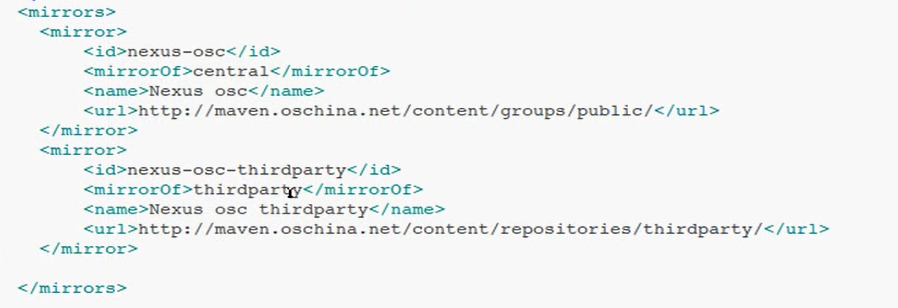 <mirrors>
<mirror>
<id>nexus-osc</id>
<mirrorOf>central</mirrorOf>
<name>Nexus osc</name>
<url>http://maven.oschina.net/content/groups/public/</url>
</mirror>
<mirror>
<id>nexus-osc-thirdparty</id>
<mirrorOf>thirdparty</mirrorOf>
<name>Nexus osc thirdparty</name>
<url>http://maven.oschina.net/content/repositories/thirdparty/</url>
</mirror>
</mirrors>